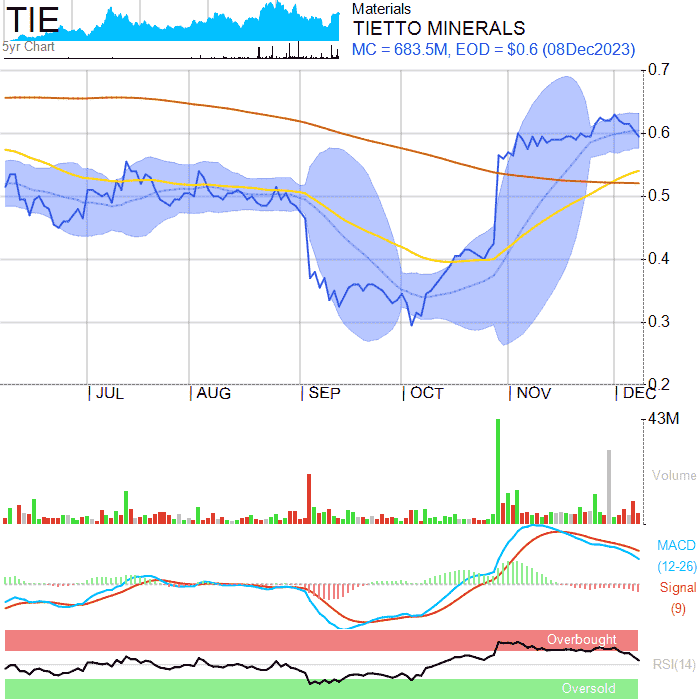 TIE
5yr Chart
Materials
TIETTO MINERALS
MC = 683.5M, EOD = $0.6 (08Dec2023)
0.7
0.6
0.5
0.4
0.3
0.2
JUL
AUG
SEP
OCT
NOV
DEC
43M
Volume
MACD
(12-26)
Signal
(9)
Overbought
RSI(14)
Oversold